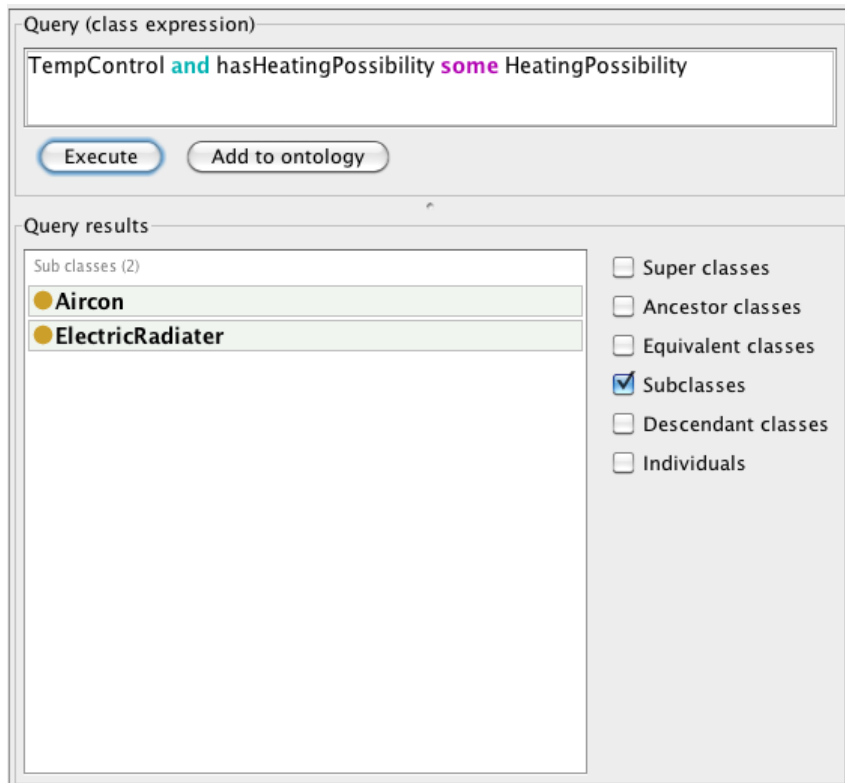 Query (class expression)
TempControl and hasHeatingPossibility some HeatingPossibility
Execute
Add to ontology
Query results
Sub classes (2)
Aircon
ElectricRadiater
Super classes
Ancestor classes
Equivalent classes
Subclasses
Descendant classes
Individuals